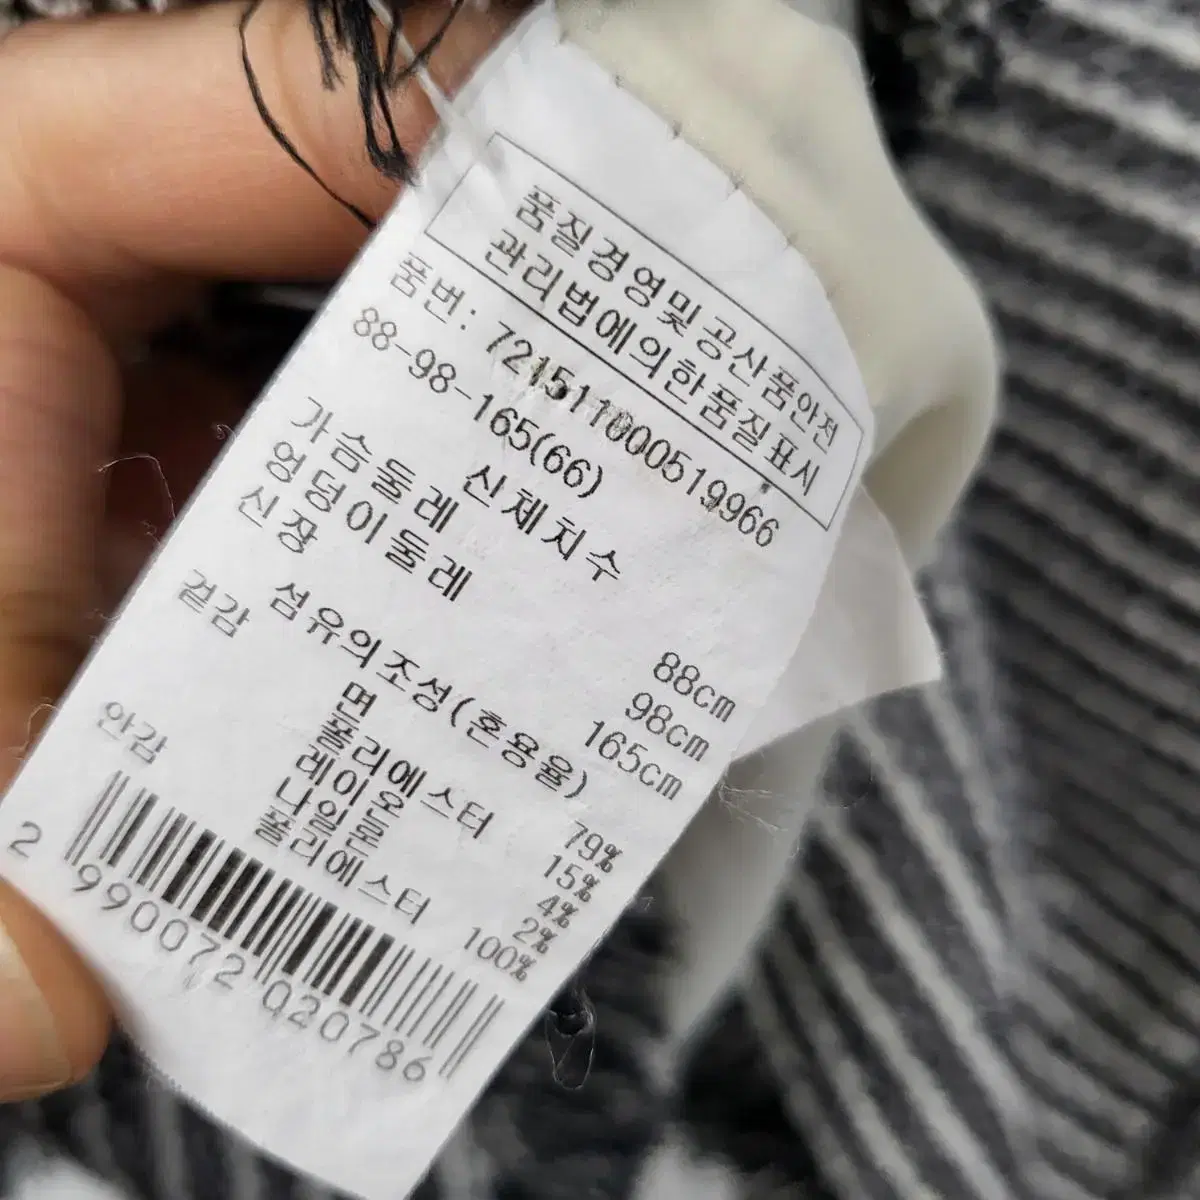 품질경영및공산품안전
관리법에의한품질표시
품번: 7215110005​19966
88-98-165(66)
신체치수
가슴둘레 88cm
엉덩이둘레 98cm
신장 165cm
섬유의조성(혼용율)
겉감 면 79%
폴리에스터 15%
레이온 4%
나일론 2%
안감 폴리에스터 100%
2 990072 020786